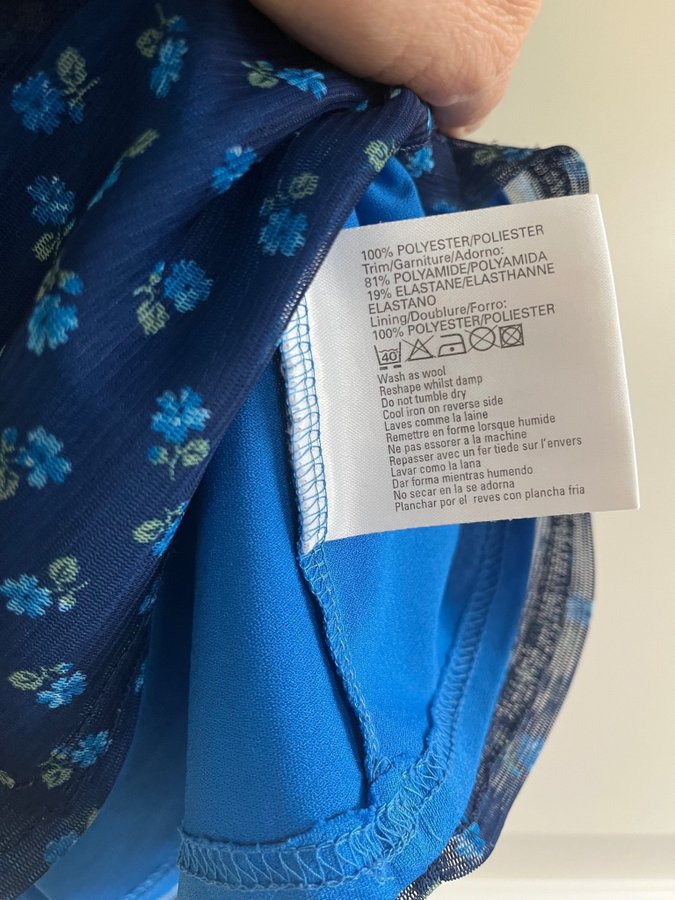 100% POLYESTER/POLIESTER
Trim/Garniture/Adorno:
81% POLYAMIDE/POLYAMIDA
19% ELASTANE/ELASTHANNE
ELASTANO
Lining/Doublure/Forro:
100% POLYESTER/POLIESTER
40
Wash as wool
Reshape whilst damp
Do not tumble dry
Cool iron on reverse side
Laves comme la laine
Remettre en forme lorsque humide
Ne pas essorer a la machine
Repasser avec un fer tiede sur l'envers
Lavar como la lana
Dar forma mientras humendo
No secar en la se adorna
Planchar por el reves con plancha fria